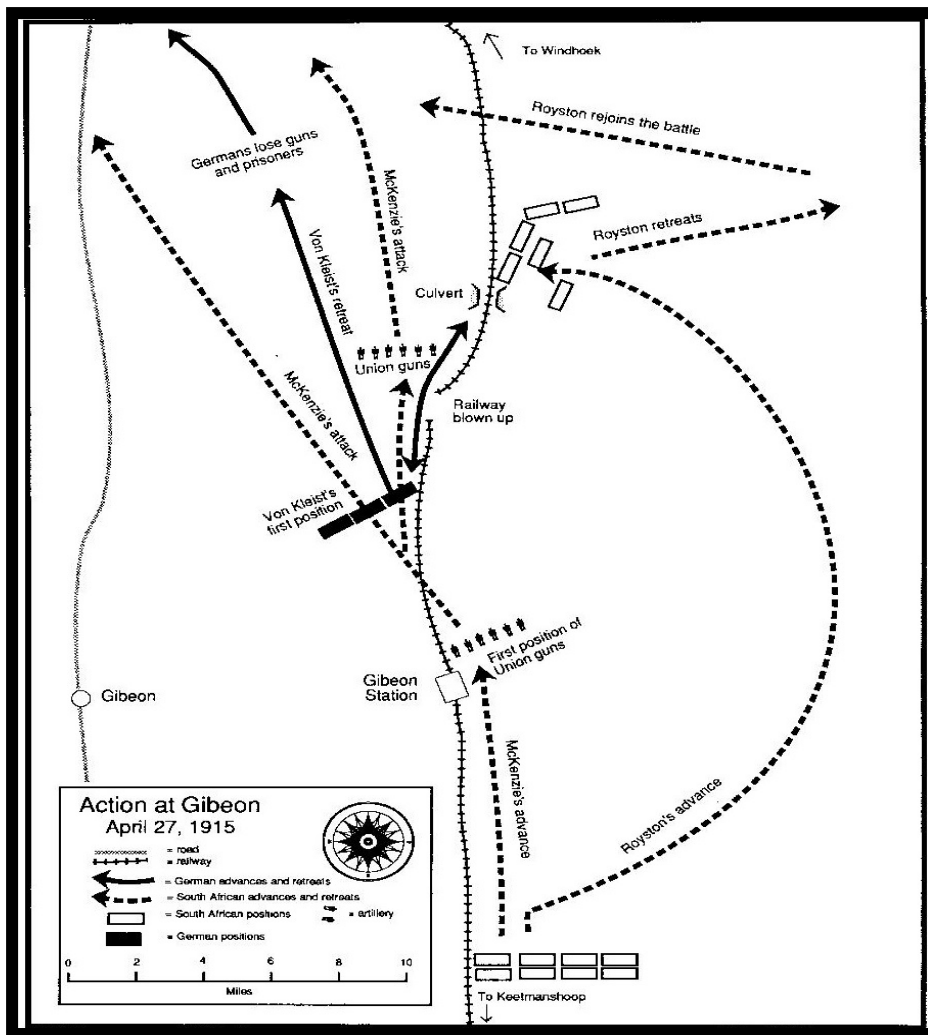 To Windhoek
Royston rejoins the battle
Germans lose guns
and prisoners
McKenzie's attack
Royston retreats
Von Kleist's retreat
Culvert
Union guns
McKenzie's attack
Railway
blown up
Von Kleist's
first position
First position of
Union guns
Gibeon
Station
Gibeon
McKenzie's advance
Royston's advance
Action at Gibeon
April 27, 1915
= road
= railway
= German advances and retreats
= South African advances and retreats
= South African positions
= artillery
= German positions
0 2 4 6 8 10
Miles
To Keetmanshoop